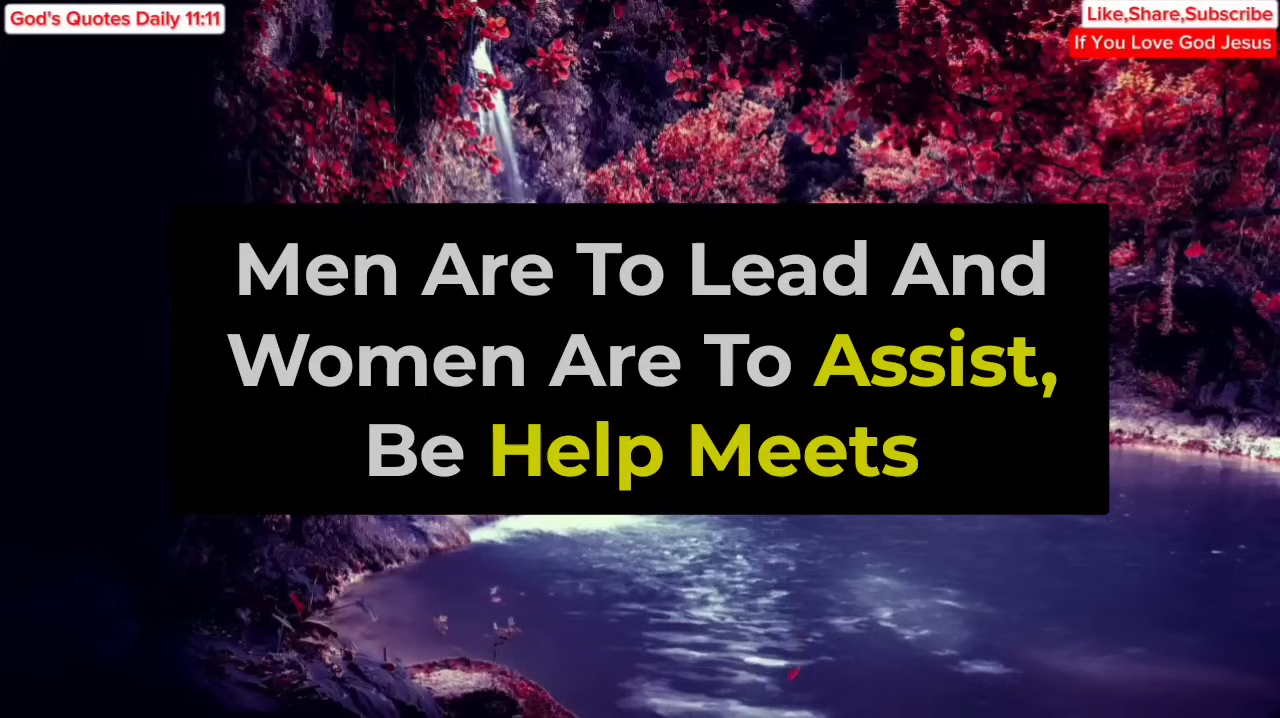 God's Quotes Daily 11:11
Like,Share,Subscribe
If You Love God Jesus
Men Are To Lead And
Women Are To Assist,
Be Help Meets